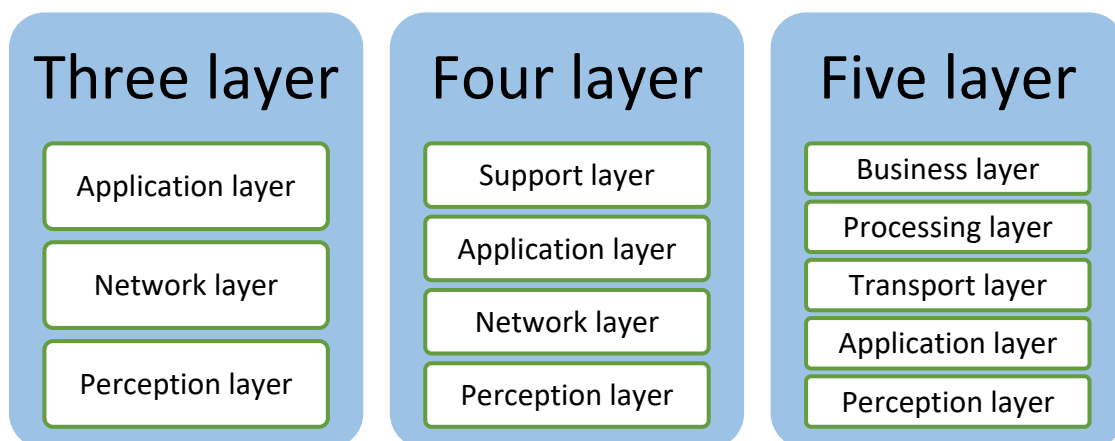 Three layer
Application layer
Network layer
Perception layer
Four layer
Support layer
Application layer
Network layer
Perception layer
Five layer
Business layer
Processing layer
Transport layer
Application layer
Perception layer